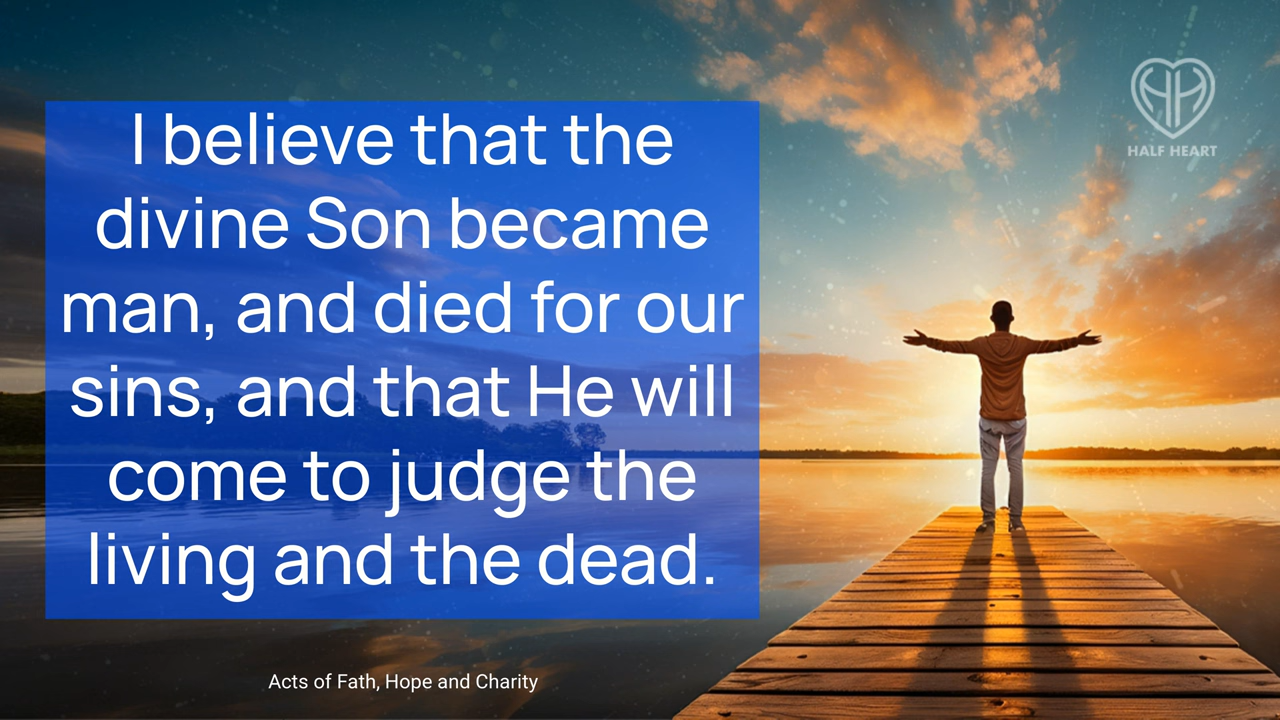 HALF HEART
I believe that the
divine Son became
man, and died for our
sins, and that He will
come to judge the
living and the dead.
Acts of Fath, Hope and Charity